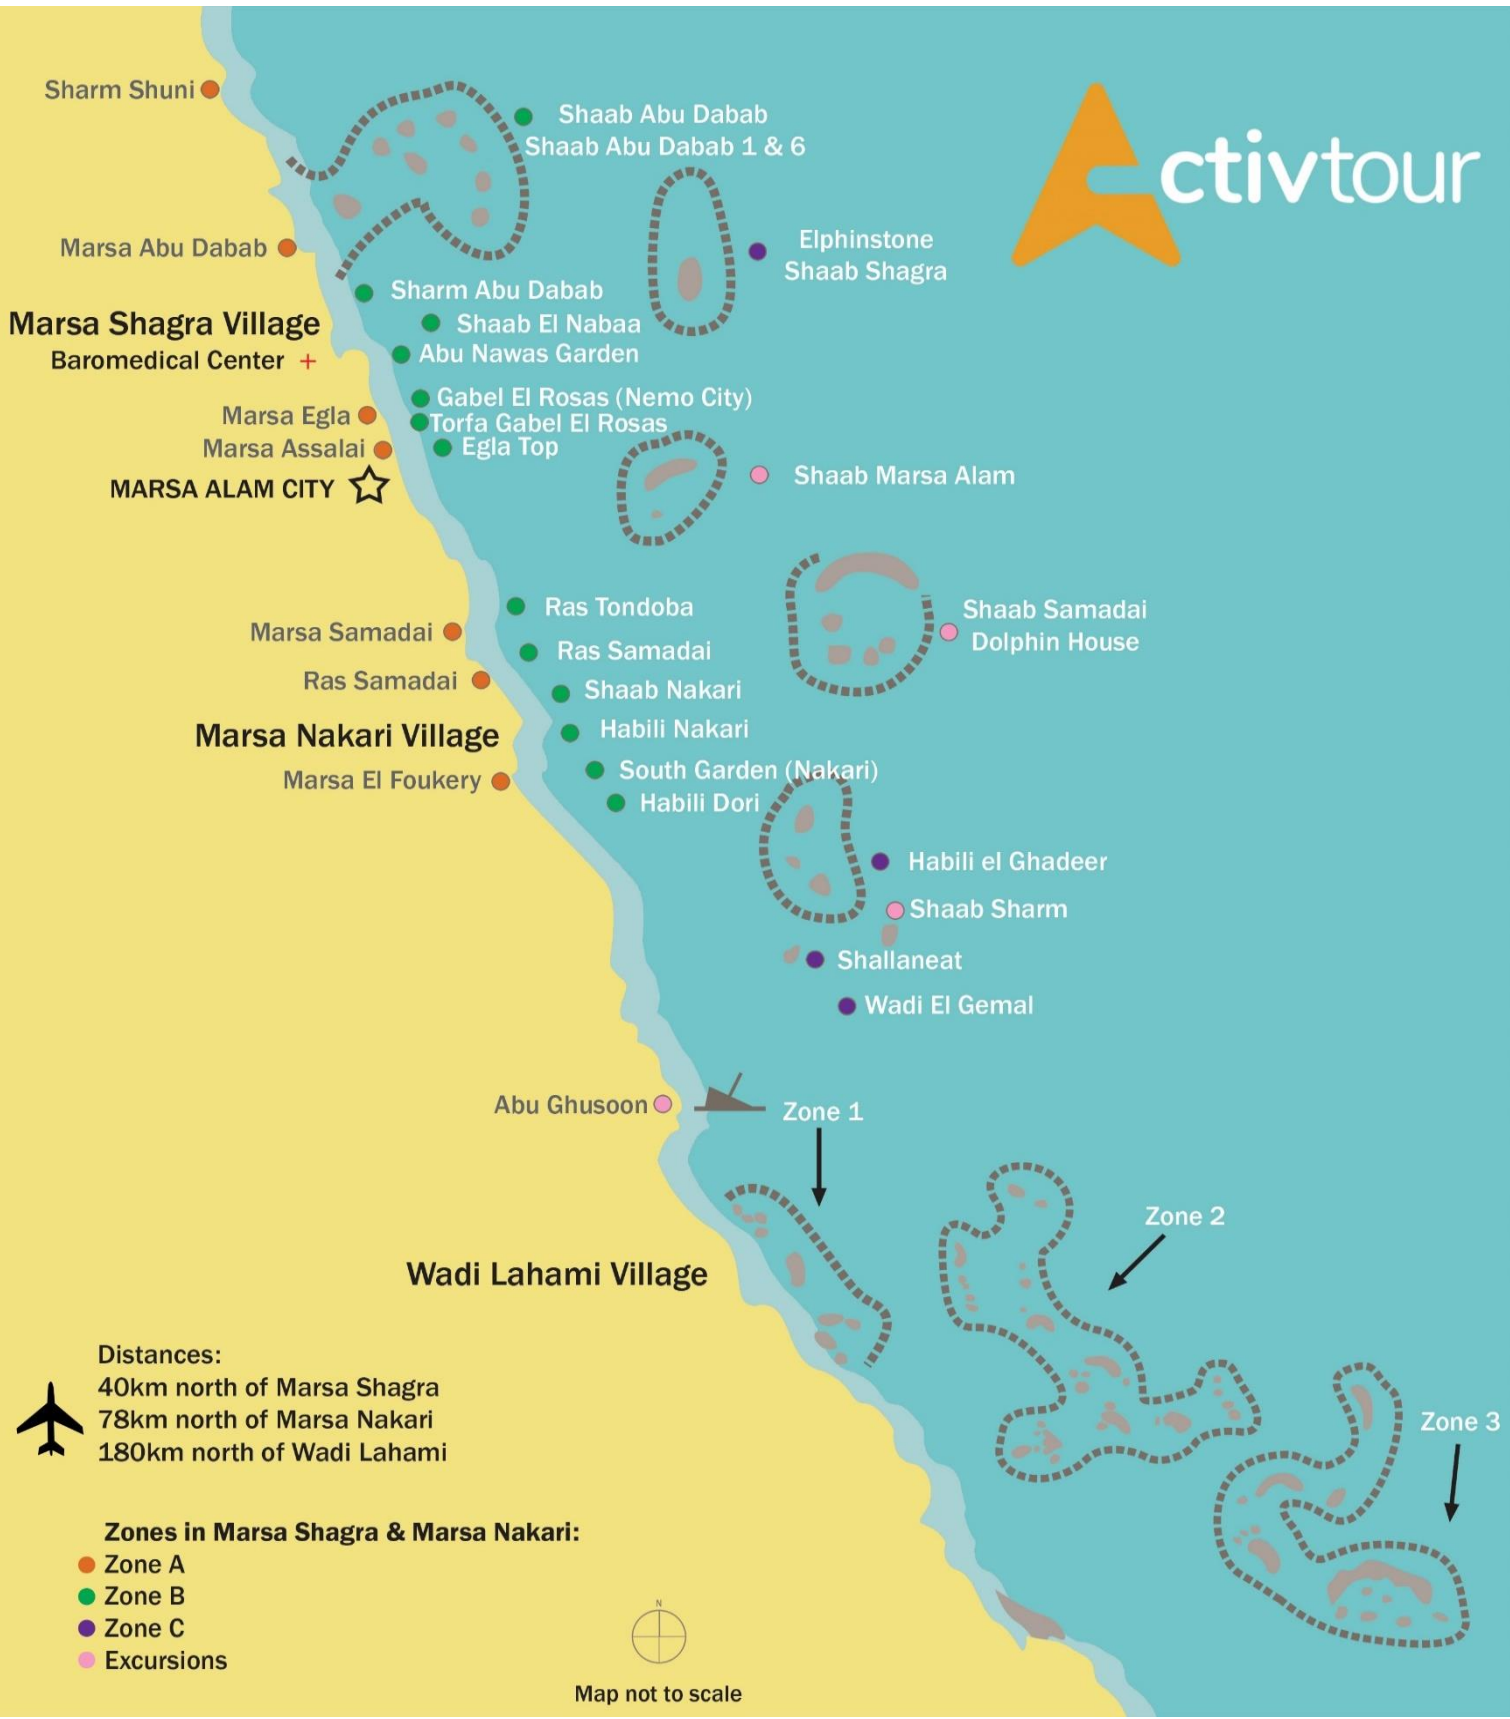 Sharm Shuni
Shaab Abu Dabab
Shaab Abu Dabab 1 & 6
ctivtour
Marsa Abu Dabab
Elphinstone
Shaab Shagra
Sharm Abu Dabab
Marsa Shagra Village
Shaab El Nabaa
Baromedical Center +
Abu Nawas Garden
Gabel El Rosas (Nemo City)
Marsa Egla
Torfa Gabel El Rosas
Marsa Assalai
Egla Top
MARSA ALAM CITY
Shaab Marsa Alam
Ras Tondoba
Shaab Samadai
Dolphin House
Marsa Samadai
Ras Samadai
Ras Samadai
Shaab Nakari
Marsa Nakari Village
Habili Nakari
South Garden (Nakari)
Marsa El Foukery
Habili Dori
Habili el Ghadeer
Shaab Sharm
Shallaneat
Wadi El Gemal
Abu Ghusoon
Zone 1
Zone 2
Wadi Lahami Village
Zone 3
Distances:
40km north of Marsa Shagra
78km north of Marsa Nakari
180km north of Wadi Lahami
Zones in Marsa Shagra & Marsa Nakari:
Zone A
Zone B
Zone C
Excursions
N
Map not to scale